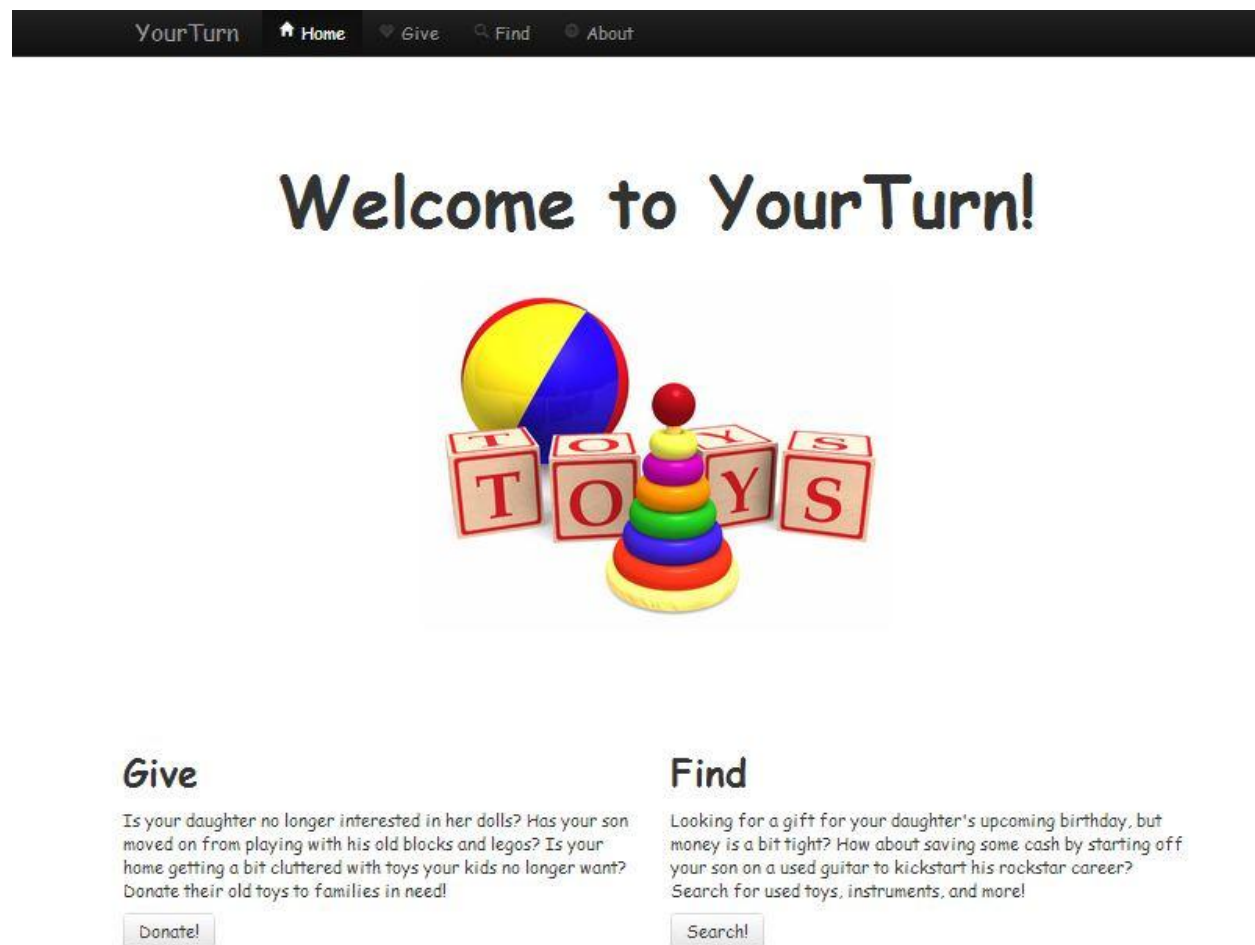 YourTurn Home Give Find About
Welcome to YourTurn!
T O Y S
T O Y S
Give
Is your daughter no longer interested in her dolls? Has your son
moved on from playing with his old blocks and legos? Is your
home getting a bit cluttered with toys your kids no longer want?
Donate their old toys to families in need!
Donate!
Find
Looking for a gift for your daughter's upcoming birthday, but
money is a bit tight? How about saving some cash by starting off
your son on a used guitar to kickstart his rockstar career?
Search for used toys, instruments, and more!
Search!